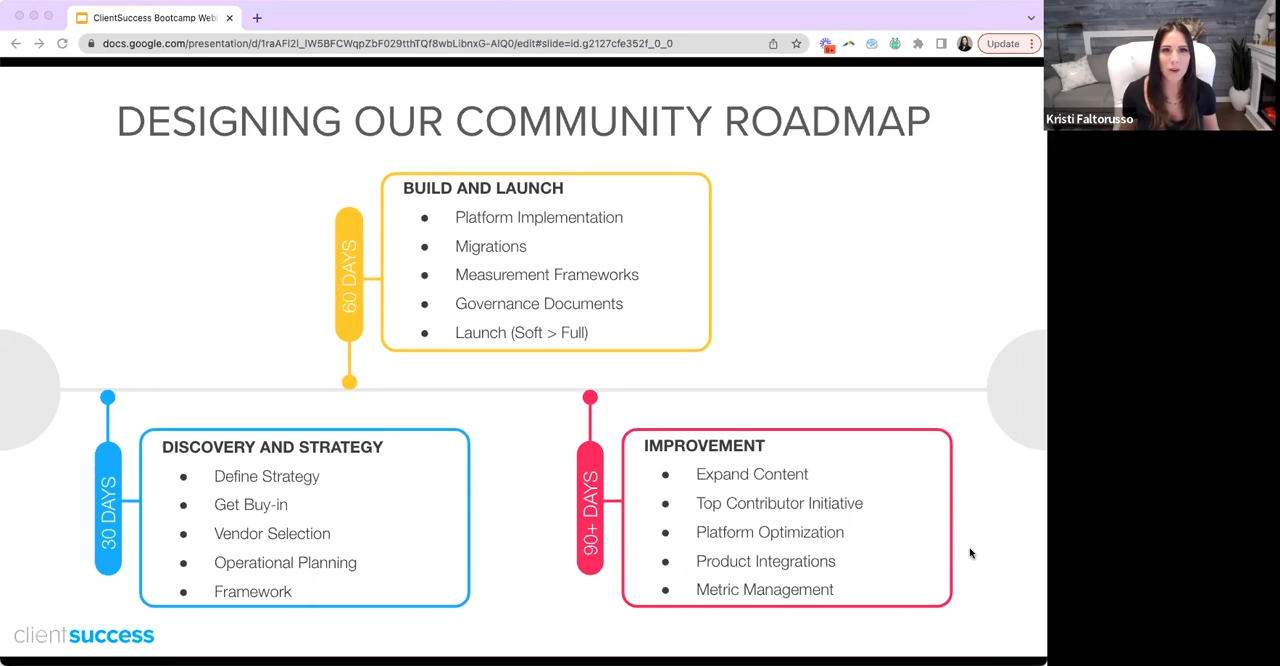 ClientSuccess Bootcamp Web
docs.google.com/presentation/d/1raAFl2l_IW5BFCWqpZbF029tthTQf8wbLibnxG-AIQ0/edit#slide=id.g2127cfe352f_0_0
Update
Kristi Faltorusso
DESIGNING OUR COMMUNITY ROADMAP
60 DAYS
BUILD AND LAUNCH
● Platform Implementation
● Migrations
● Measurement Frameworks
● Governance Documents
● Launch (Soft > Full)
30 DAYS
DISCOVERY AND STRATEGY
● Define Strategy
● Get Buy-in
● Vendor Selection
● Operational Planning
● Framework
90+ DAYS
IMPROVEMENT
● Expand Content
● Top Contributor Initiative
● Platform Optimization
● Product Integrations
● Metric Management
clientsuccess